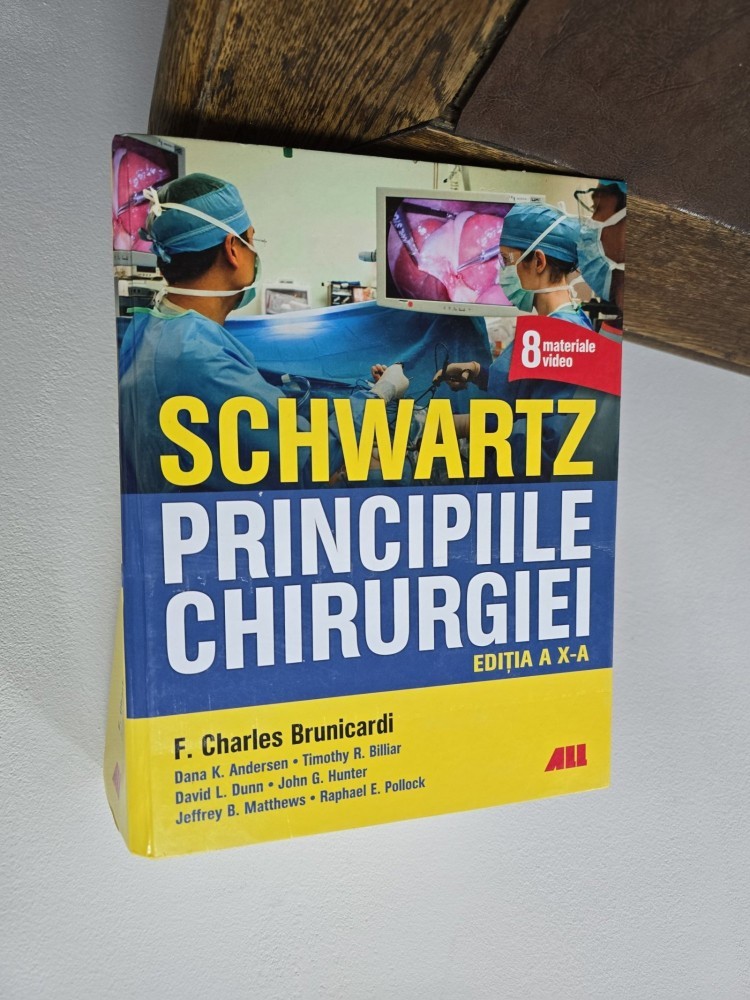 8 materiale
video
SCHWARTZ
PRINCIPIILE
CHIRURGIEI
EDIȚIA A X-A
F. Charles Brunicardi
Dana K. Andersen • Timothy R. Billiar
David L. Dunn • John G. Hunter
Jeffrey B. Matthews • Raphael E. Pollock
ALL